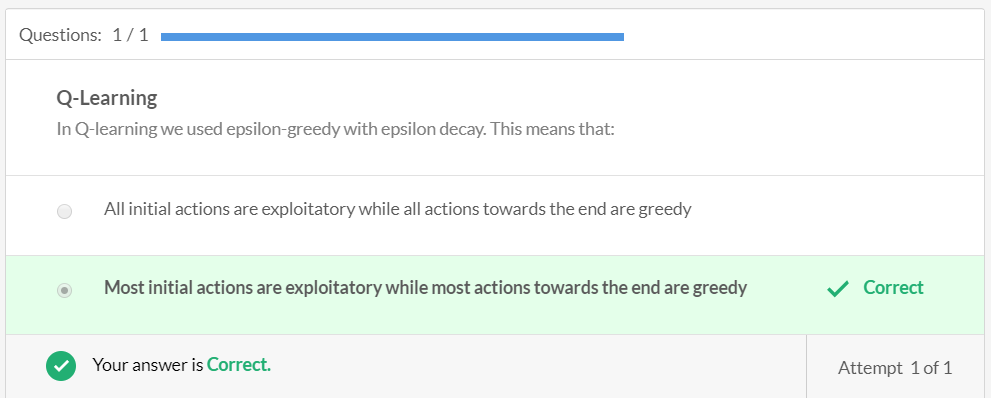 Questions: 1 / 1
Q-Learning
In Q-learning we used epsilon-greedy with epsilon decay. This means that:
All initial actions are exploitatory while all actions towards the end are greedy
Most initial actions are exploitatory while most actions towards the end are greedy
Correct
Your answer is Correct.
Attempt 1 of 1